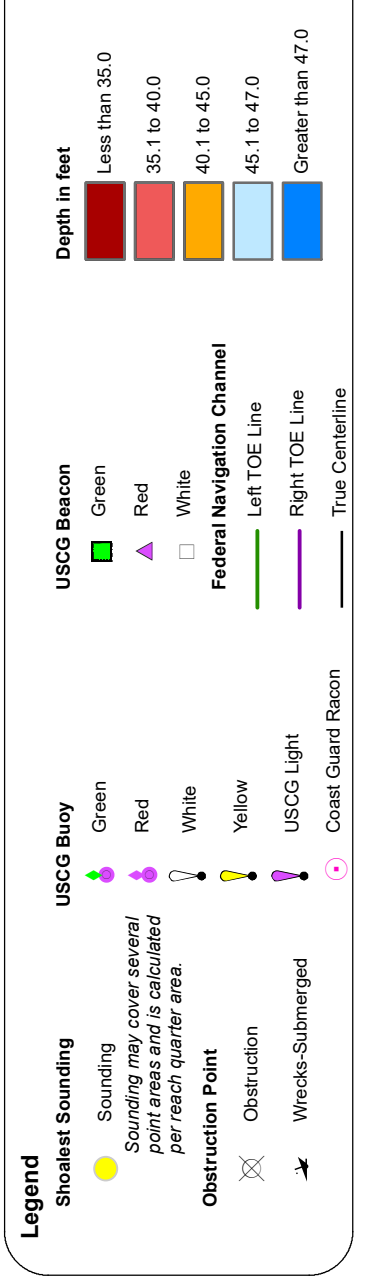 Legend
Shoalest Sounding
Sounding
Sounding may cover several
point areas and is calculated
per reach quarter area.
Obstruction Point
Obstruction
Wrecks-Submerged
USCG Buoy
Green
Red
White
Yellow
USCG Light
Coast Guard Racon
USCG Beacon
Green
Red
White
Federal Navigation Channel
Left TOE Line
Right TOE Line
True Centerline
Depth in feet
Less than 35.0
35.1 to 40.0
40.1 to 45.0
45.1 to 47.0
Greater than 47.0